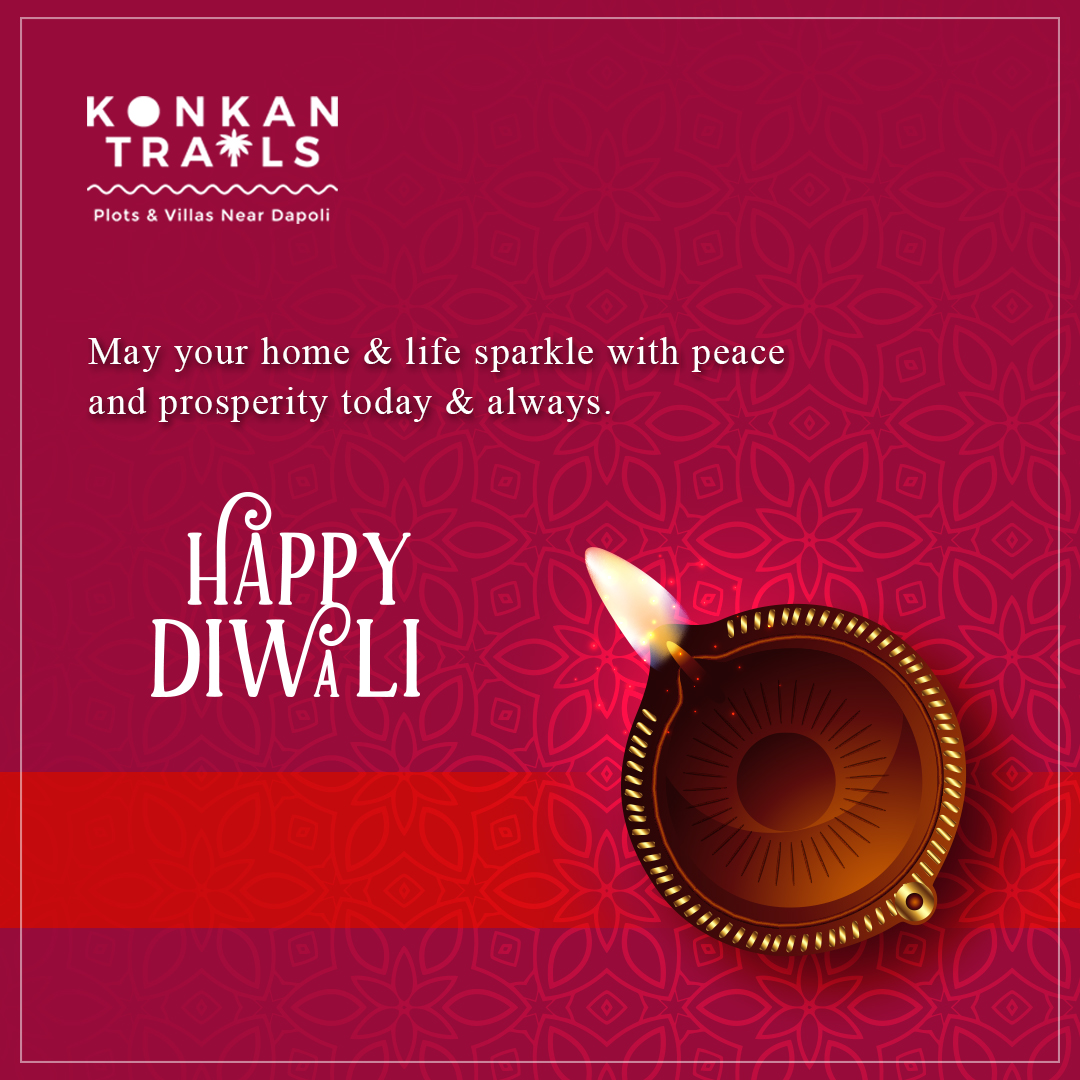 KONKAN
TRAILS
Plots & Villas Near Dapoli
May your home & life sparkle with peace
and prosperity today & always.
HAPPY
DIWALI